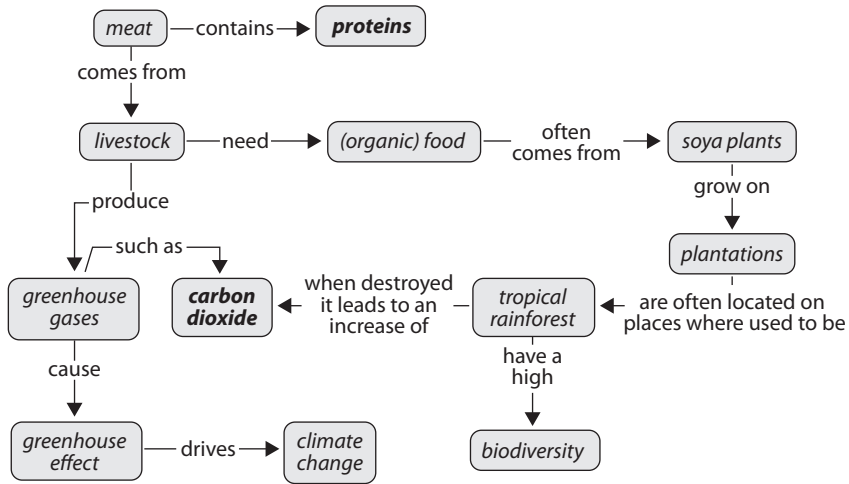 meat
contains
proteins
comes from
livestock
need
(organic) food
often
comes from
soya plants
grow on
plantations
are often located on
places where used to be
tropical
rainforest
when destroyed
it leads to an
increase of
carbon
dioxide
have a
high
biodiversity
produce
such as
greenhouse
gases
cause
greenhouse
effect
drives
climate
change